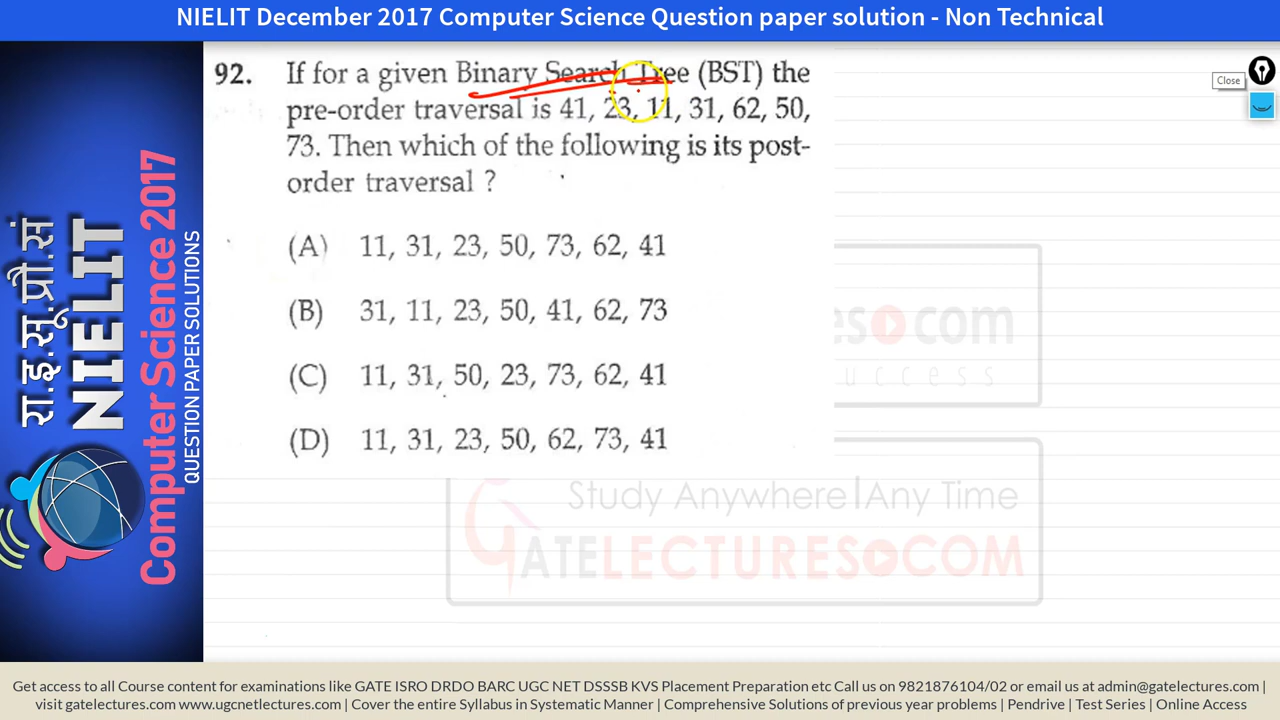 NIELIT December 2017 Computer Science Question paper solution - Non Technical
Close
रा.इ.सू.प्रौ.सं
NIELIT
Computer Science 2017
QUESTION PAPER SOLUTIONS
92. If for a given Binary Search Tree (BST) the
pre-order traversal is 41, 23, 11, 31, 62, 50,
73. Then which of the following is its post-
order traversal ?
(A) 11, 31, 23, 50, 73, 62, 41
(B) 31, 11, 23, 50, 41, 62, 73
(C) 11, 31, 50, 23, 73, 62, 41
(D) 11, 31, 23, 50, 62, 73, 41
es com
uccess
Study Anywhere|Any Time
GATELECTURES COM
Get access to all Course content for examinations like GATE ISRO DRDO BARC UGC NET DSSSB KVS Placement Preparation etc Call us on 9821876104/02 or email us at admin@gatelectures.com |
visit gatelectures.com www.ugcnetlectures.com | Cover the entire Syllabus in Systematic Manner | Comprehensive Solutions of previous year problems | Pendrive | Test Series | Online Access